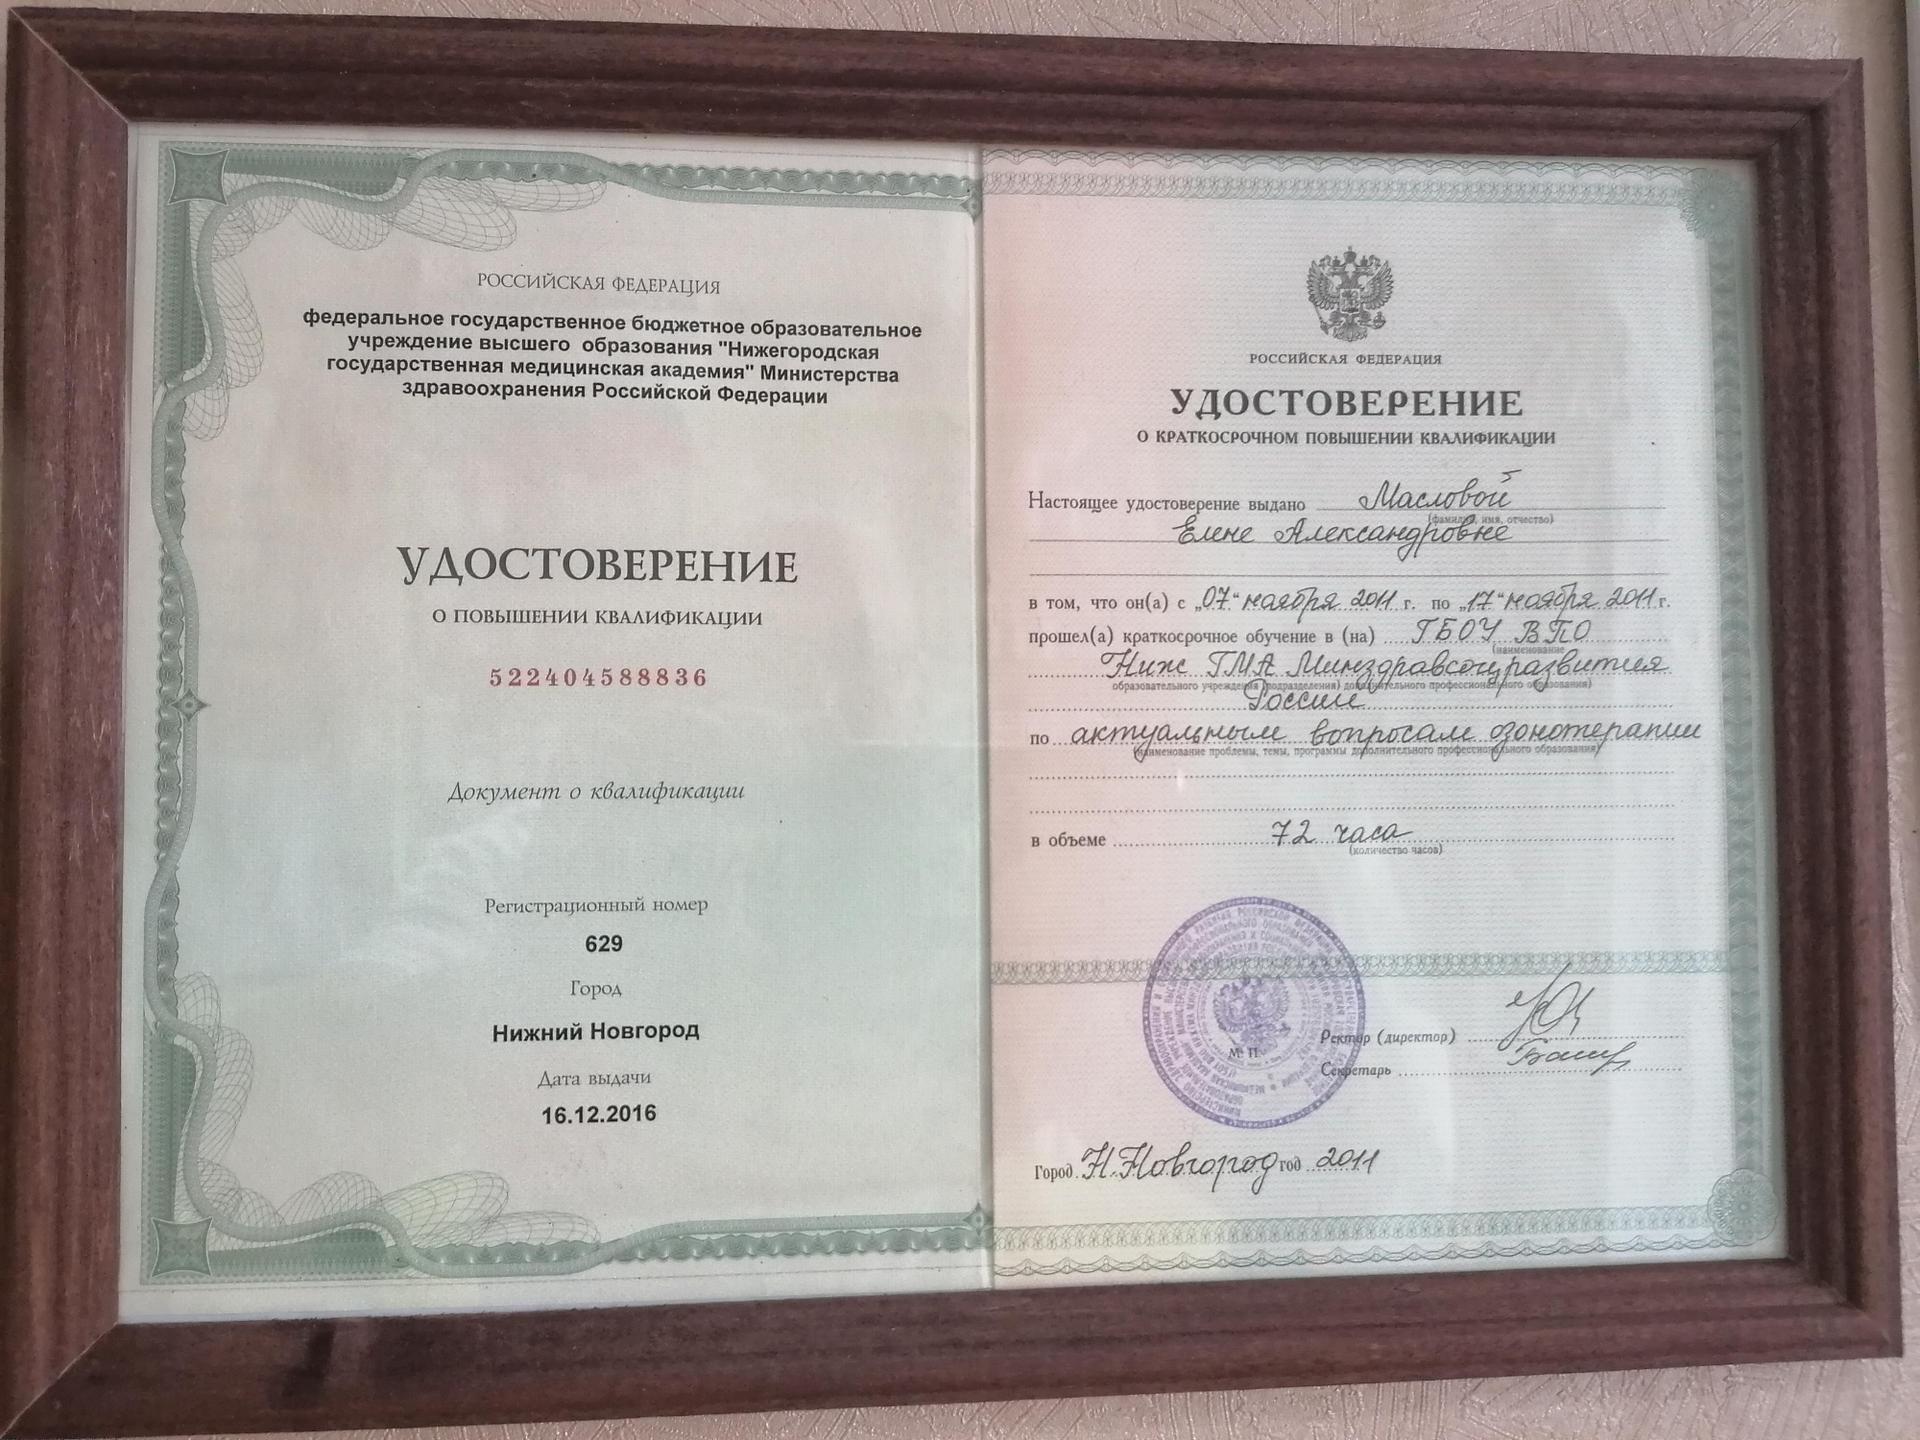 РОССИЙСКАЯ ФЕДЕРАЦИЯ
федеральное государственное бюджетное образовательное
учреждение высшего образования "Нижегородская
государственная медицинская академия" Министерства
здравоохранения Российской Федерации
УДОСТОВЕРЕНИЕ
О ПОВЫШЕНИИ КВАЛИФИКАЦИИ
522404588836
Документ о квалификации
Регистрационный номер
629
Город
Нижний Новгород
Дата выдачи
16.12.2016
РОССИЙСКАЯ ФЕДЕРАЦИЯ
УДОСТОВЕРЕНИЕ
О КРАТКОСРОЧНОМ ПОВЫШЕНИИ КВАЛИФИКАЦИИ
Настоящее удостоверение выдано Масловой
(фамилия, имя, отчество)
Елене Александровне
в том, что он(а) с „07“ ноября 2011 г. по „17“ ноября 2011 г.
прошел(а) краткосрочное обучение в (на) ГБОУ ВПО
(наименование
Ниж ГМА Минздравсоцразвития
образовательного учреждения (подразделения) дополнительного профессионального образования)
России
по актуальным вопросам озонотерапии
(наименование проблемы, темы, программы дополнительного профессионального образования)
в объеме 72 часа
(количество часов)
М. П.
Ректор (директор)
Секретарь
Город Н.Новгород год 2011